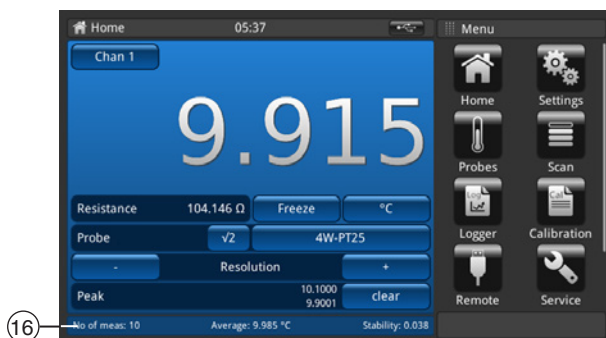 Home 05:37
Chan 1
9.915
Resistance 104.146 Ω Freeze °C
Probe √2 4W-PT25
- Resolution +
Peak 10.1000 clear
9.9001
16
No of meas: 10 Average: 9.985 °C Stability: 0.038
Menu
Home Settings
Probes Scan
Log Cal
Logger Calibration
Remote Service